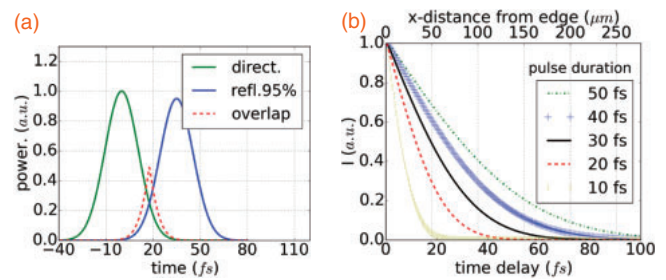 (a)
power. (a.u.)
1.2
1.0
0.8
0.6
0.4
0.2
0.0
direct.
refl.95%
overlap
-40 -00 20 50 80 110
time (fs)
(b)
x-distance from edge (μm)
0 50 100 150 200 250
I (a.u.)
1.0
0.8
0.6
0.4
0.2
0.0
pulse duration
50 fs
40 fs
30 fs
20 fs
10 fs
0 20 40 60 80 100
time delay (fs)